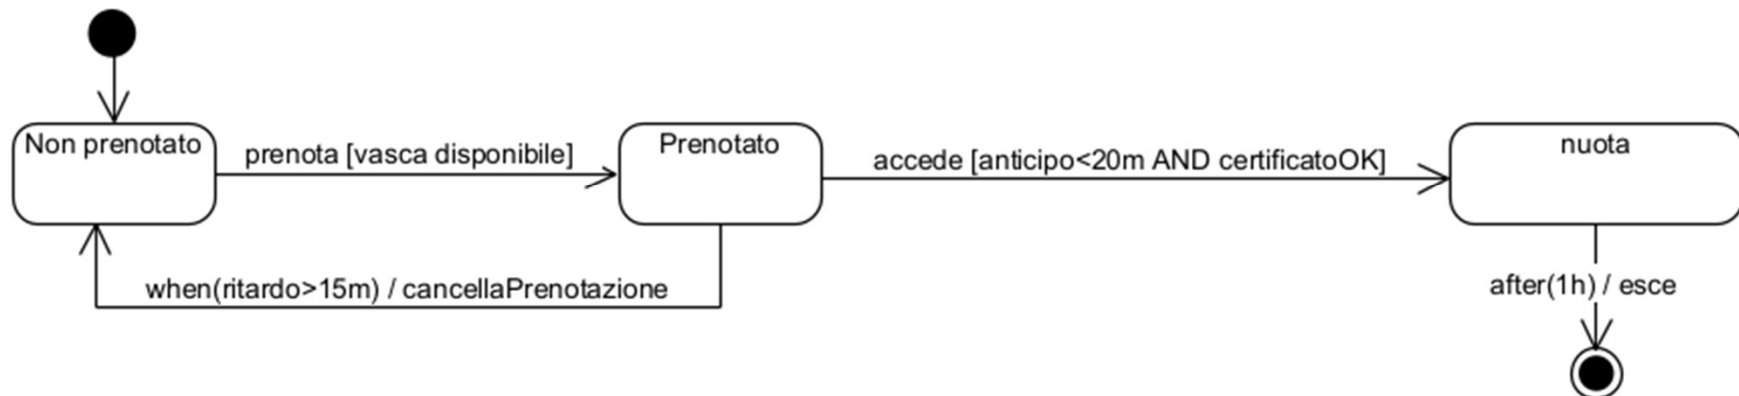 Non prenotato
prenota [vasca disponibile]
Prenotato
accede [anticipo<20m AND certificatoOK]
nuota
when(ritardo>15m) / cancellaPrenotazione
after(1h) / esce